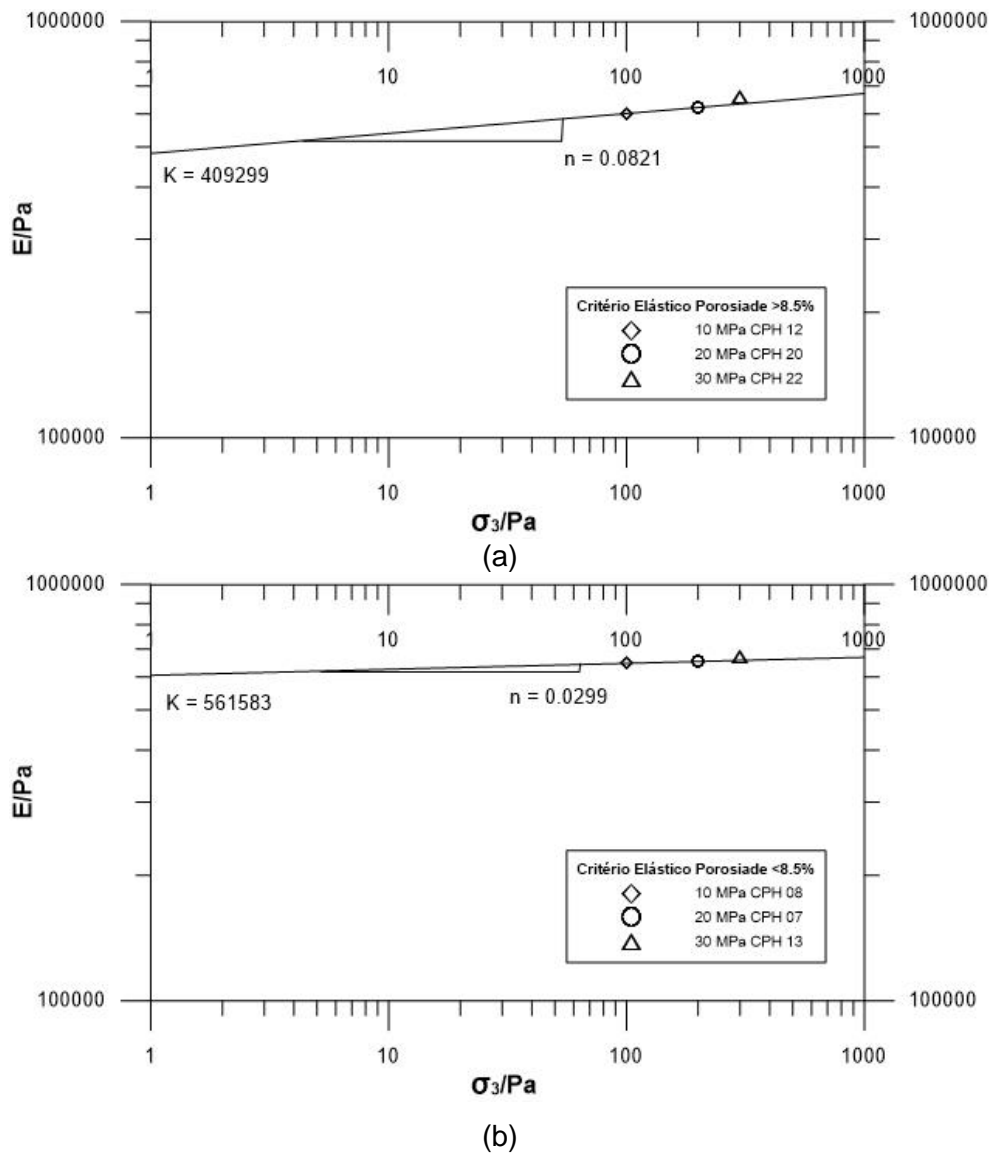 1000000 1000000
1 10 100 1000
K = 409299
n = 0.0821
E/Pa
Critério Elástico Porosiade >8.5%
10 MPa CPH 12
20 MPa CPH 20
30 MPa CPH 22
100000 100000
1 10 100 1000
σ3/Pa
(a)
1000000 1000000
1 10 100 1000
K = 561583
n = 0.0299
E/Pa
Critério Elástico Porosiade <8.5%
10 MPa CPH 08
20 MPa CPH 07
30 MPa CPH 13
100000 100000
1 10 100 1000
σ3/Pa
(b)